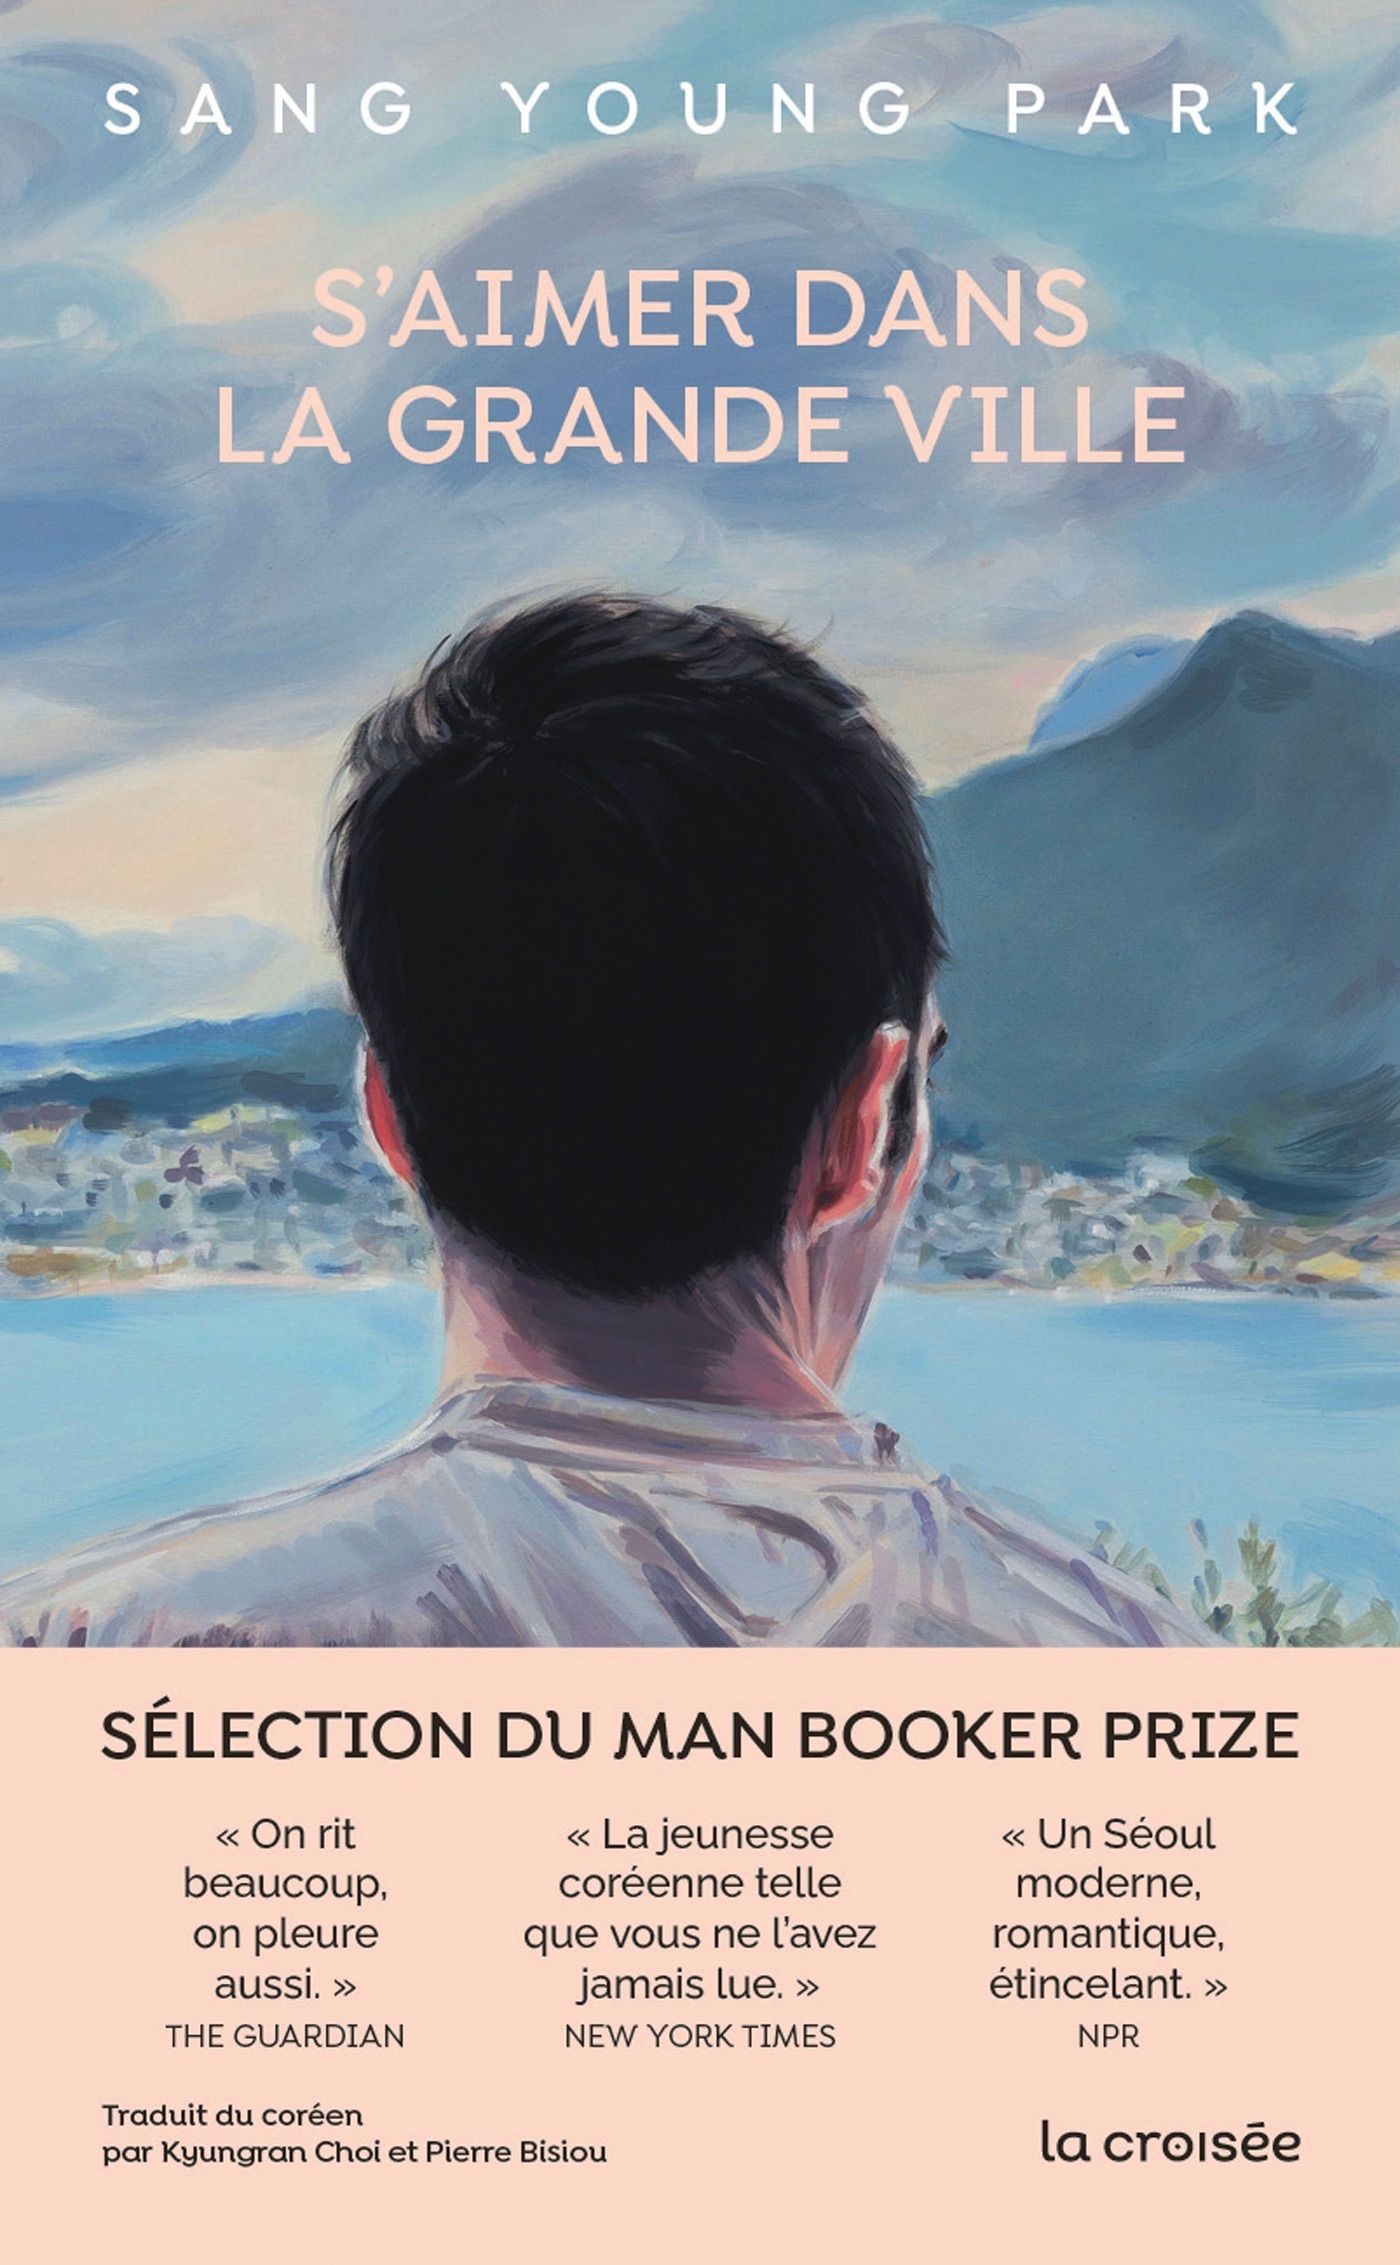 SANG YOUNG PARK
S’AIMER DANS
LA GRANDE VILLE
SÉLECTION DU MAN BOOKER PRIZE
« On rit
beaucoup,
on pleure
aussi. »
THE GUARDIAN
« La jeunesse
coréenne telle
que vous ne l’avez
jamais lue. »
NEW YORK TIMES
« Un Séoul
moderne,
romantique,
étincelant. »
NPR
Traduit du coréen
par Kyungran Choi et Pierre Bisiou
la croisée